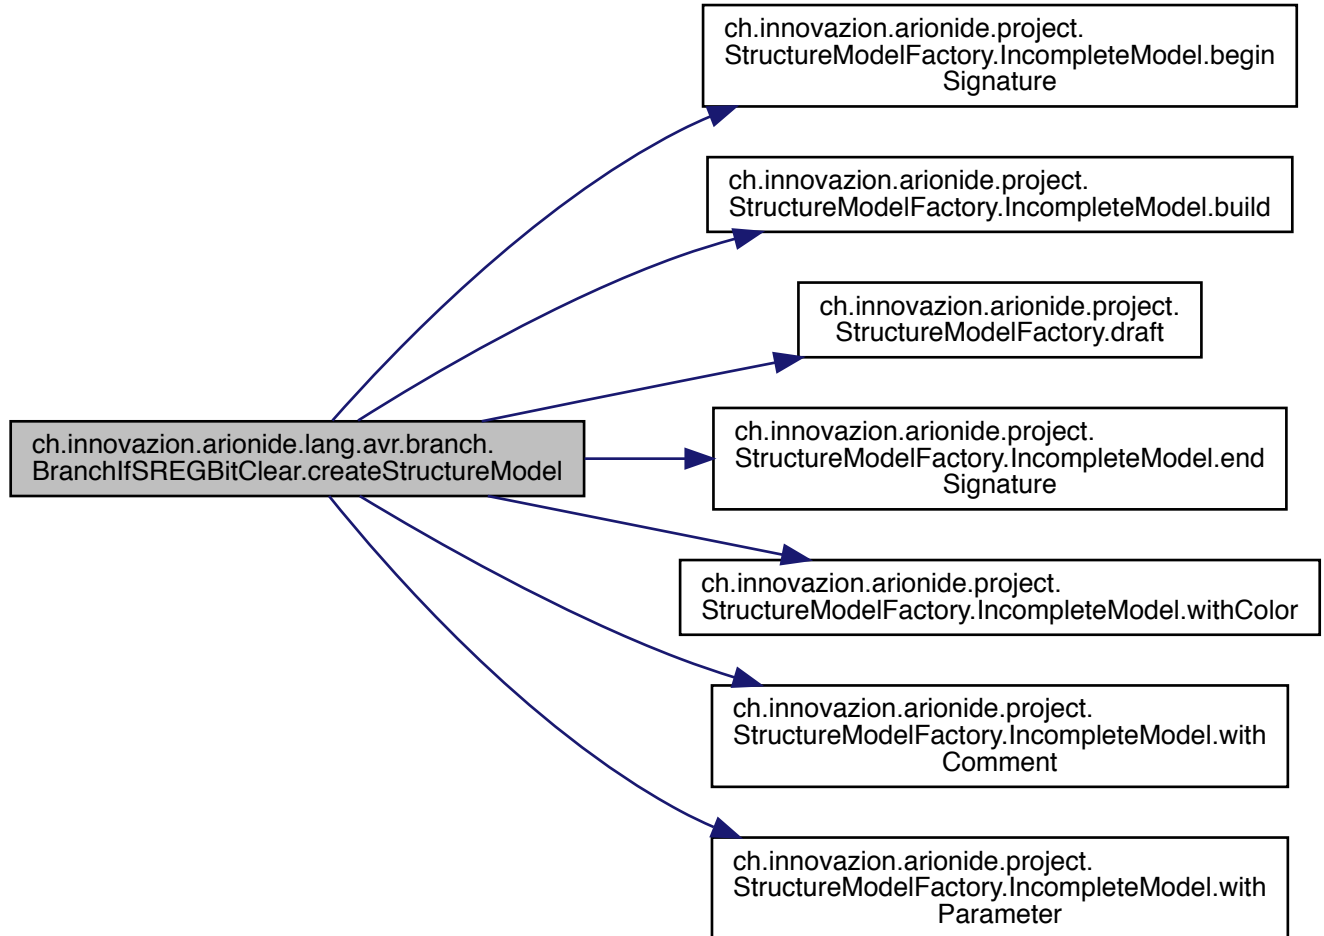 ch.innovazion.arionide.project.
StructureModelFactory.IncompleteModel.begin
Signature
ch.innovazion.arionide.project.
StructureModelFactory.IncompleteModel.build
ch.innovazion.arionide.project.
StructureModelFactory.draft
ch.innovazion.arionide.lang.avr.branch.
BranchIfSREGBitClear.createStructureModel
ch.innovazion.arionide.project.
StructureModelFactory.IncompleteModel.end
Signature
ch.innovazion.arionide.project.
StructureModelFactory.IncompleteModel.withColor
ch.innovazion.arionide.project.
StructureModelFactory.IncompleteModel.with
Comment
ch.innovazion.arionide.project.
StructureModelFactory.IncompleteModel.with
Parameter